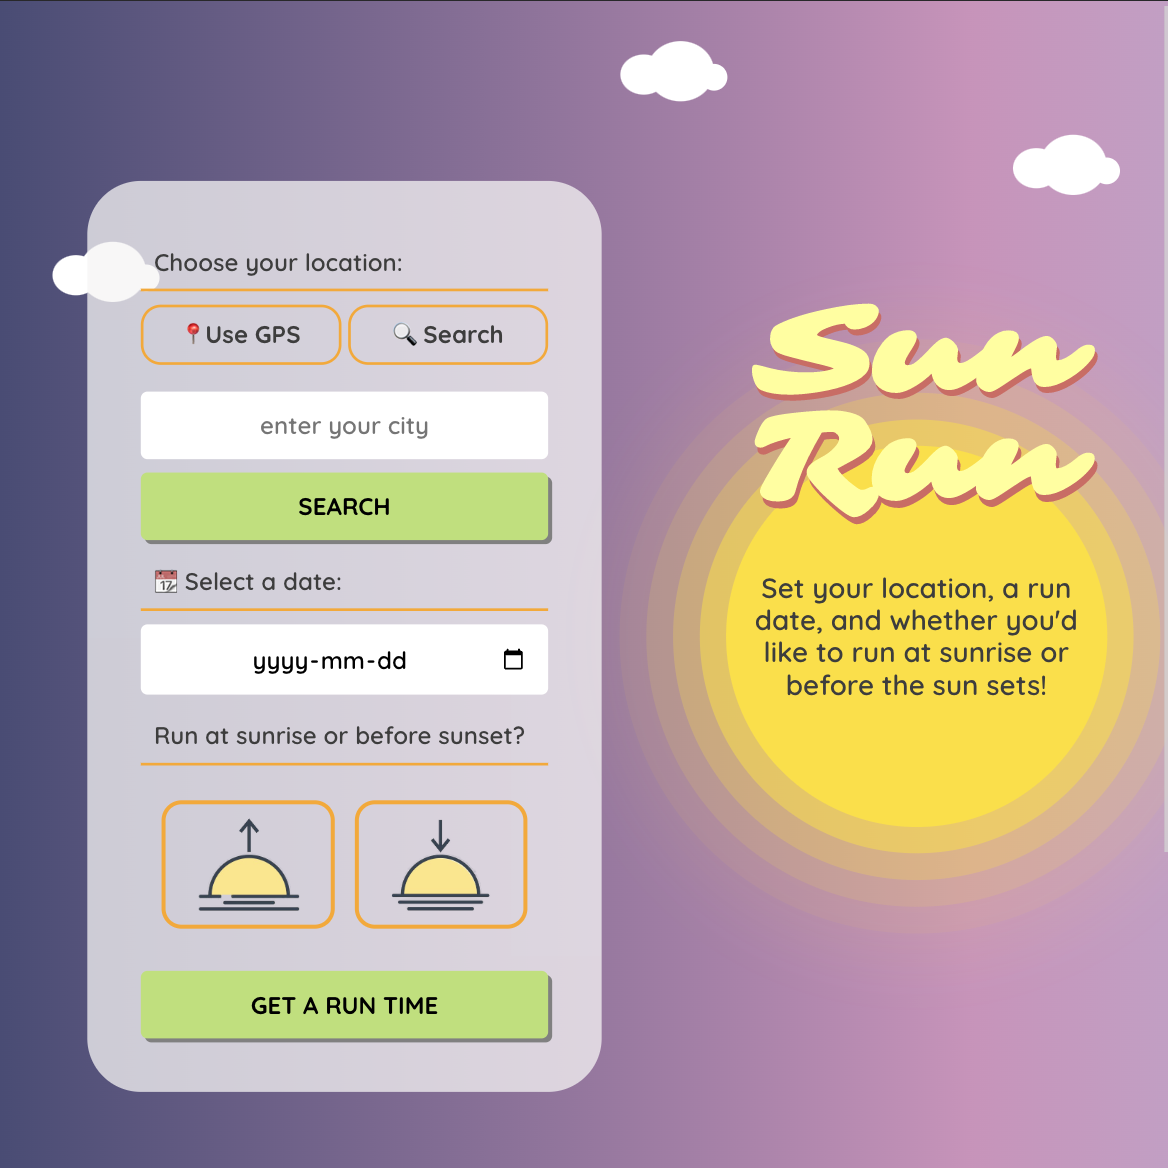 Choose your location:
Use GPS
Search
enter your city
SEARCH
17
Select a date:
yyyy-mm-dd
Run at sunrise or before sunset?
GET A RUN TIME
Sun
Run
Set your location, a run
date, and whether you'd
like to run at sunrise or
before the sun sets!